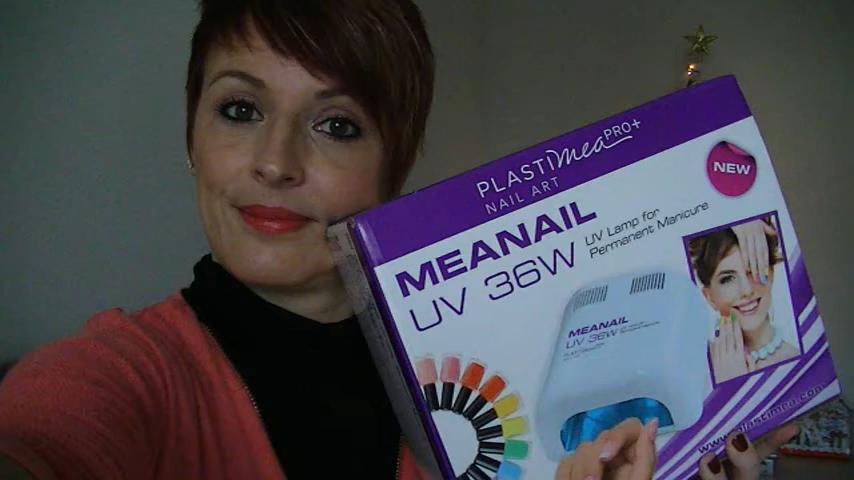 PLASTImea PRO+
NAIL ART
NEW
MEANAIL
UV 36W
UV Lamp for
Permanent Manicure
MEANAIL
UV 36W
www.plastimea.com